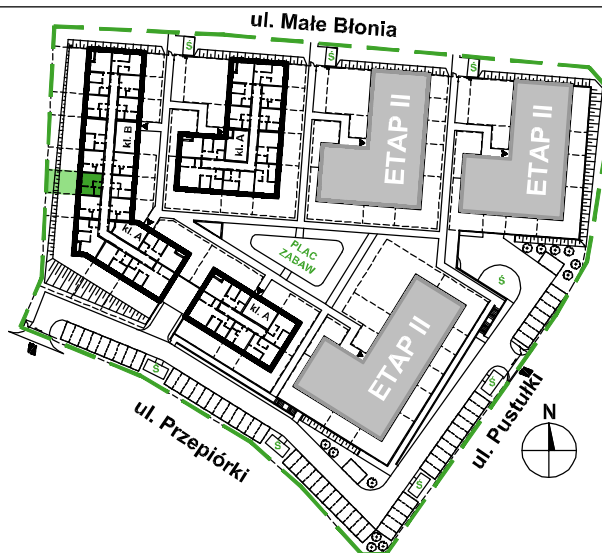 ul. Małe Błonia
Ś
Ś
Ś
kl. B
kl. A
ETAP II
ETAP II
kl. A
PLAC
ZABAW
Ś
kl. A
ETAP II
Ś
Ś
ul. Przepiórki
Ś
Ś
ul. Pustułki
N